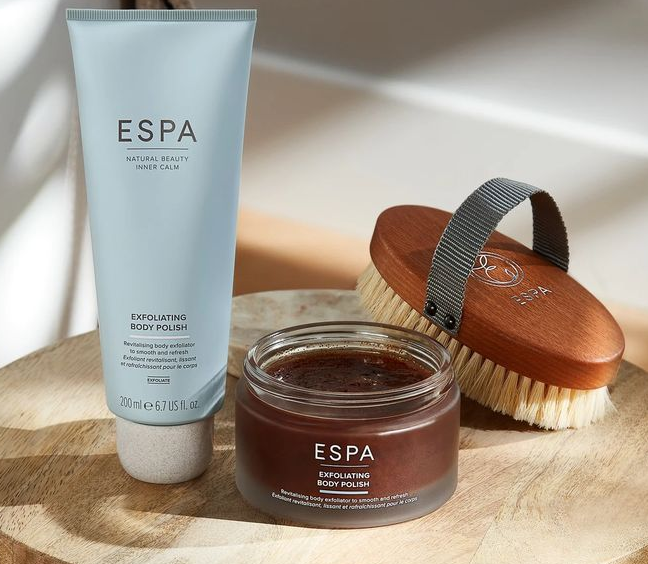 ESPA
NATURAL BEAUTY
INNER CALM
EXFOLIATING
BODY POLISH
Revitalising body exfoliator
to smooth and refresh
Exfoliant revitalisant, lissant
et rafraîchissant pour le corps
EXFOLIATE
200 ml ℮ 6.7 US fl. oz.
ESPA
EXFOLIATING
BODY POLISH
Revitalising body exfoliator to smooth and refresh
Exfoliant revitalisant, lissant et rafraîchissant pour le corps
ESPA